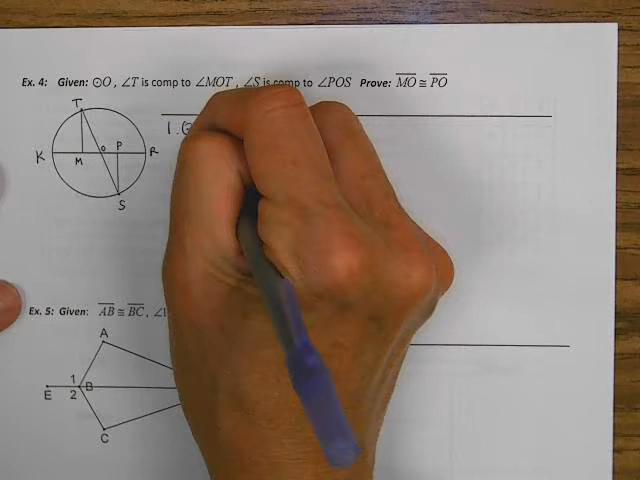 Ex. 4: Given: ⊙O , ∠T is comp to ∠MOT , ∠S is comp to ∠POS Prove: MO ≅ PO
T
1.
K M O P R
S
Ex. 5: Given: AB ≅ BC , ∠
A
1 B
E 2
C